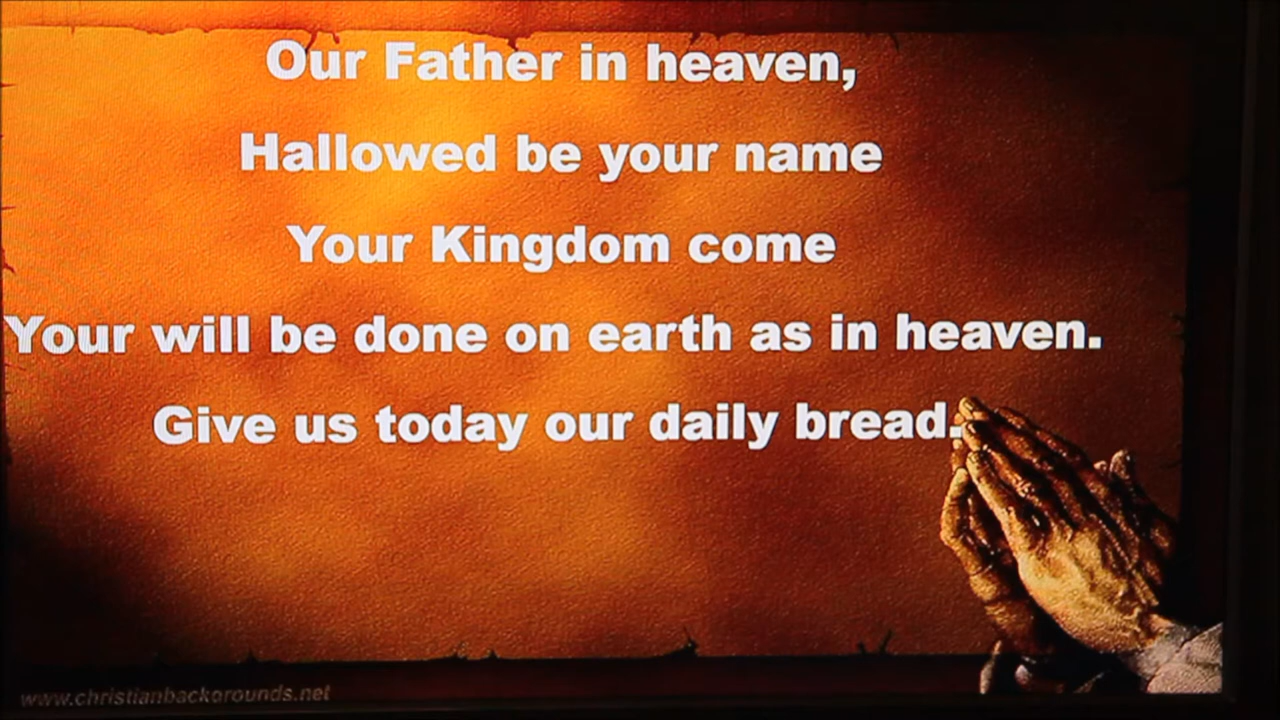 Our Father in heaven,
Hallowed be your name
Your Kingdom come
Your will be done on earth as in heaven.
Give us today our daily bread.
www.christianbackgrounds.net